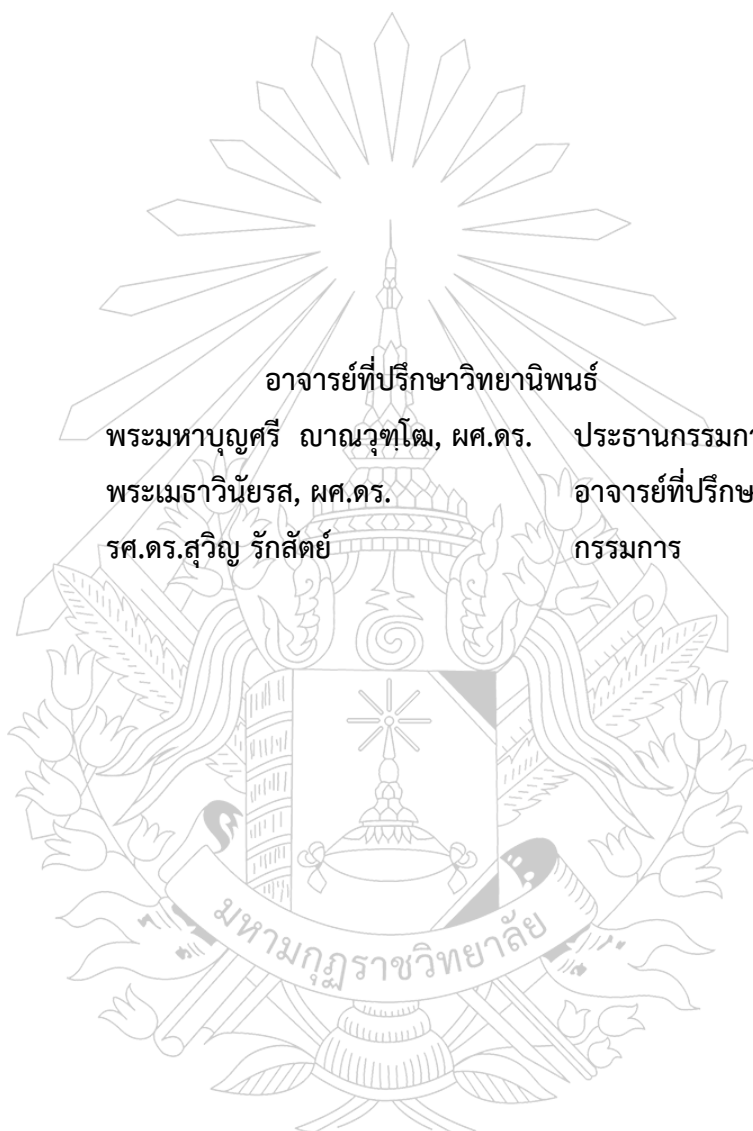 อาจารย์ที่ปรึกษาวิทยานิพนธ์
พระมหาบุญศรี ญาณวุฑฺโฒ, ผศ.ดร. ประธานกรรมกา
พระเมธาวินัยรส, ผศ.ดร. อาจารย์ที่ปรึกษ
รศ.ดร.สุวิญ รักสัตย์ กรรมการ
มหามกุฏราชวิทยาลัย